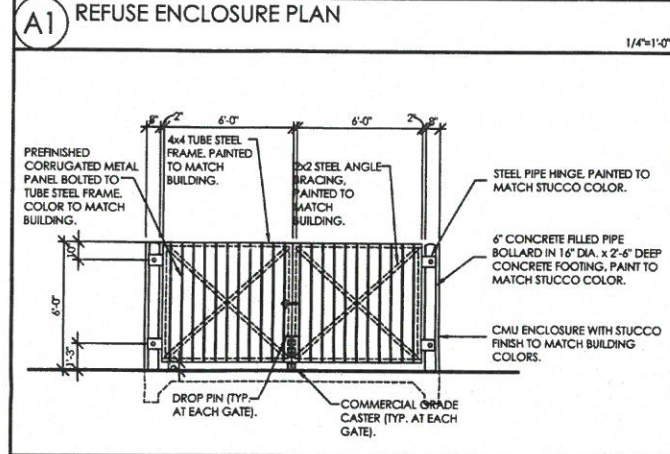 A1
REFUSE ENCLOSURE PLAN
1/4"=1'-0"
8"
2"
6'-0"
6'-0"
2"
8"
PREFINISHED
CORRUGATED METAL
PANEL BOLTED TO
TUBE STEEL FRAME.
COLOR TO MATCH
BUILDING.
4x4 TUBE STEEL
FRAME. PAINTED
TO MATCH
BUILDING.
2x2 STEEL ANGLE
BRACING,
PAINTED TO
MATCH
BUILDING.
STEEL PIPE HINGE, PAINTED TO
MATCH STUCCO COLOR.
6" CONCRETE FILLED PIPE
BOLLARD IN 16" DIA. x 2'-6" DEEP
CONCRETE FOOTING, PAINT TO
MATCH STUCCO COLOR.
CMU ENCLOSURE WITH STUCCO
FINISH TO MATCH BUILDING
COLORS.
10"
6'-0"
1'-3"
DROP PIN (TYP.
AT EACH GATE).
COMMERCIAL GRADE
CASTER (TYP. AT EACH
GATE).